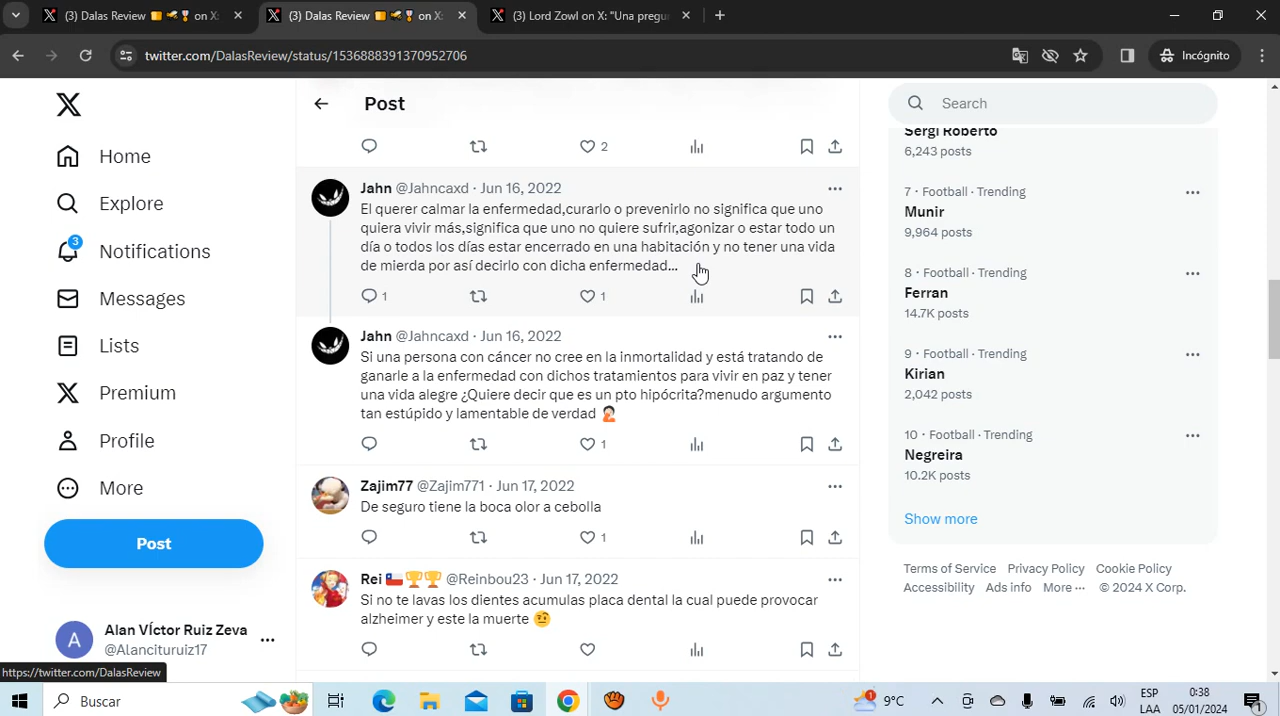 (3) Dalas Review on X:
(3) Dalas Review on X:
(3) Lord Zowl on X: "Una pregu
twitter.com/DalasReview/status/1536888391370952706
Incógnito
X
Home
Explore
3
Notifications
Messages
Lists
Premium
Profile
More
Post
A
Alan VÍctor Ruiz Zeva
@Alancituruiz17
https://twitter.com/DalasReview
Post
2
Jahn @Jahncaxd · Jun 16, 2022
El querer calmar la enfermedad,curarlo o prevenirlo no significa que uno
quiera vivir más,significa que uno no quiere sufrir,agonizar o estar todo un
día o todos los días estar encerrado en una habitación y no tener una vida
de mierda por así decirlo con dicha enfermedad...
1 1
Jahn @Jahncaxd · Jun 16, 2022
Si una persona con cáncer no cree en la inmortalidad y está tratando de
ganarle a la enfermedad con dichos tratamientos para vivir en paz y tener
una vida alegre ¿Quiere decir que es un pto hipócrita?menudo argumento
tan estúpido y lamentable de verdad 🤦🏻
1
Zajim77 @Zajim771 · Jun 17, 2022
De seguro tiene la boca olor a cebolla
1
Rei 🇨🇱🏆🏆 @Reinbou23 · Jun 17, 2022
Si no te lavas los dientes acumulas placa dental la cual puede provocar
alzheimer y este la muerte 🤨
Search
Sergi Roberto
6,243 posts
7 · Football · Trending
Munir
9,964 posts
8 · Football · Trending
Ferran
14.7K posts
9 · Football · Trending
Kirian
2,042 posts
10 · Football · Trending
Negreira
10.2K posts
Show more
Terms of Service Privacy Policy Cookie Policy
Accessibility Ads info More ··· © 2024 X Corp.
Buscar
1
9°C
ESP
LAA
0:38
05/01/2024
1